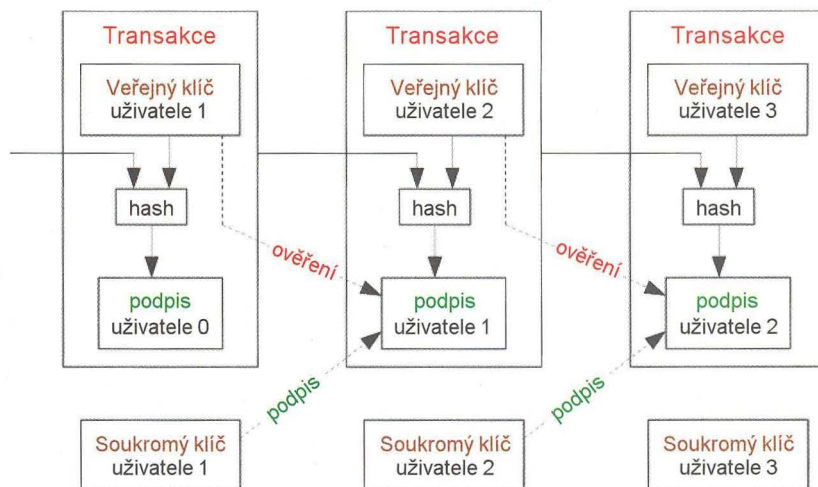 Transakce
Transakce
Transakce
Veřejný klíč
uživatele 1
Veřejný klíč
uživatele 2
Veřejný klíč
uživatele 3
hash
hash
hash
ověření
ověření
podpis
uživatele 0
podpis
uživatele 1
podpis
uživatele 2
podpis
podpis
Soukromý klíč
uživatele 1
Soukromý klíč
uživatele 2
Soukromý klíč
uživatele 3